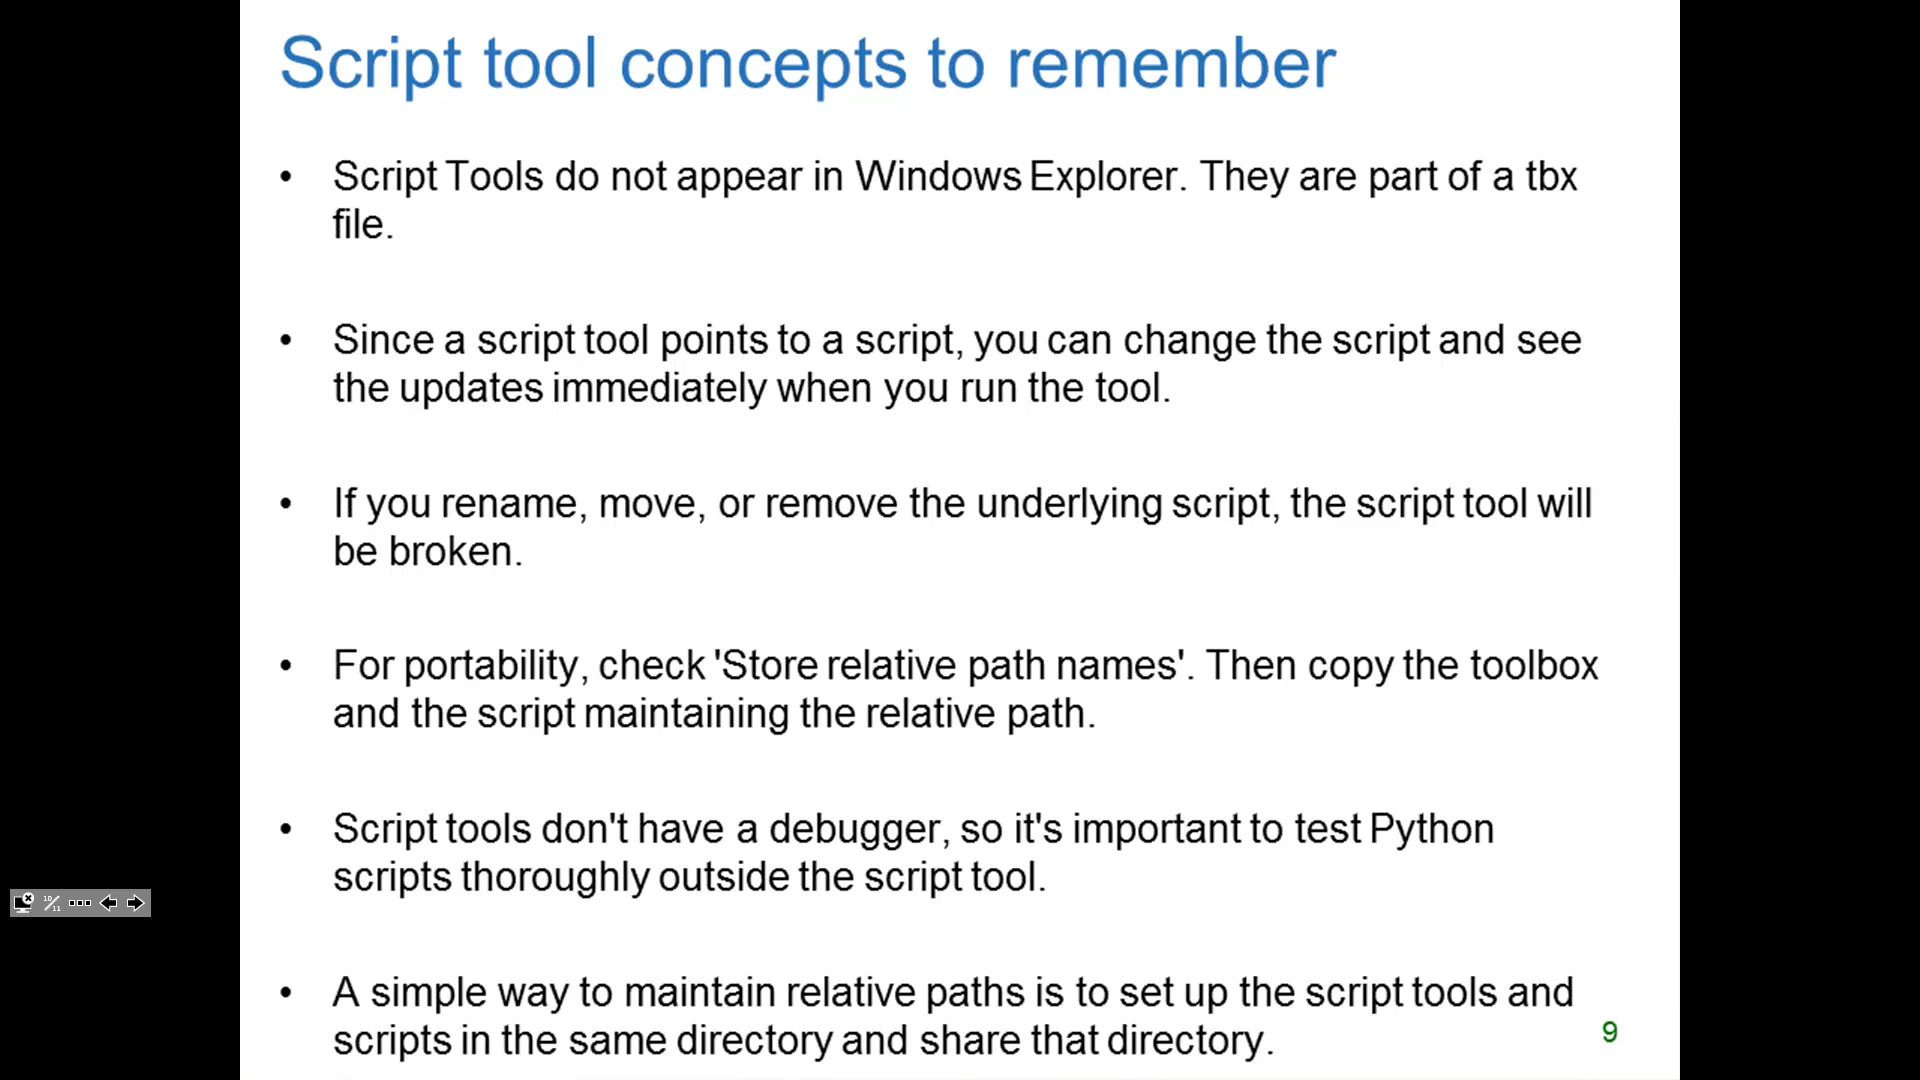 Script tool concepts to remember
• Script Tools do not appear in Windows Explorer. They are part of a tbx
file.
• Since a script tool points to a script, you can change the script and see
the updates immediately when you run the tool.
• If you rename, move, or remove the underlying script, the script tool will
be broken.
• For portability, check 'Store relative path names'. Then copy the toolbox
and the script maintaining the relative path.
• Script tools don't have a debugger, so it's important to test Python
scripts thoroughly outside the script tool.
10/11
• A simple way to maintain relative paths is to set up the script tools and
scripts in the same directory and share that directory.
9